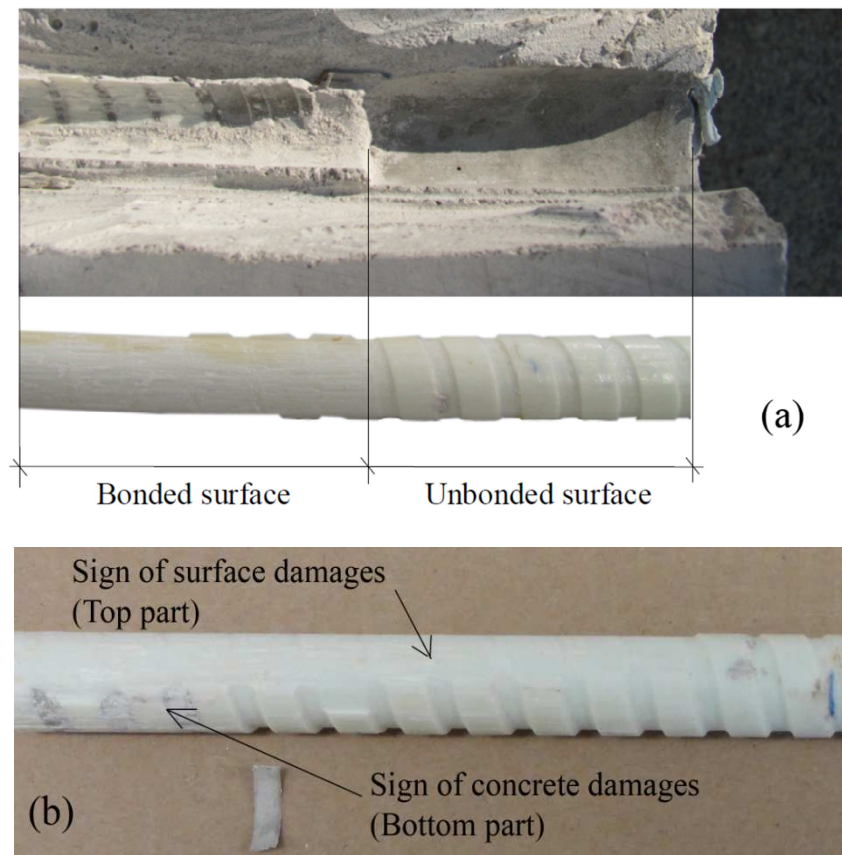 (a)
Bonded surface
Unbonded surface
Sign of surface damages
(Top part)
Sign of concrete damages
(Bottom part)
(b)